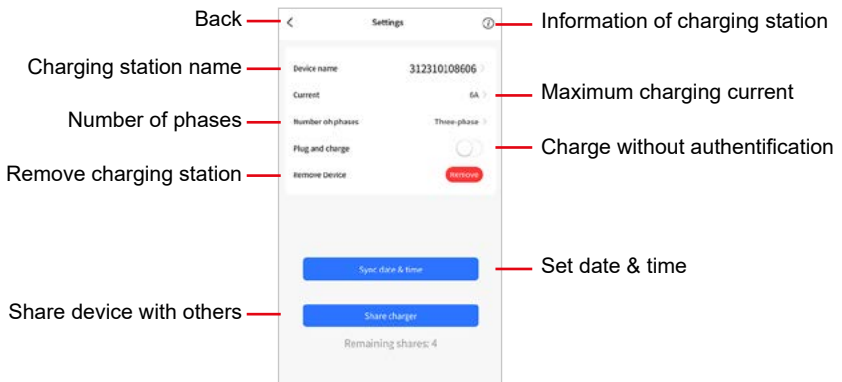 Back
Settings
Information of charging station
Charging station name
Device name
312310108606
Current
6A
Maximum charging current
Number of phases
Number oh phases
Three-phase
Plug and charge
Charge without authentification
Remove charging station
Remove Device
Remove
Sync date & time
Set date & time
Share device with others
Share charger
Remaining shares: 4